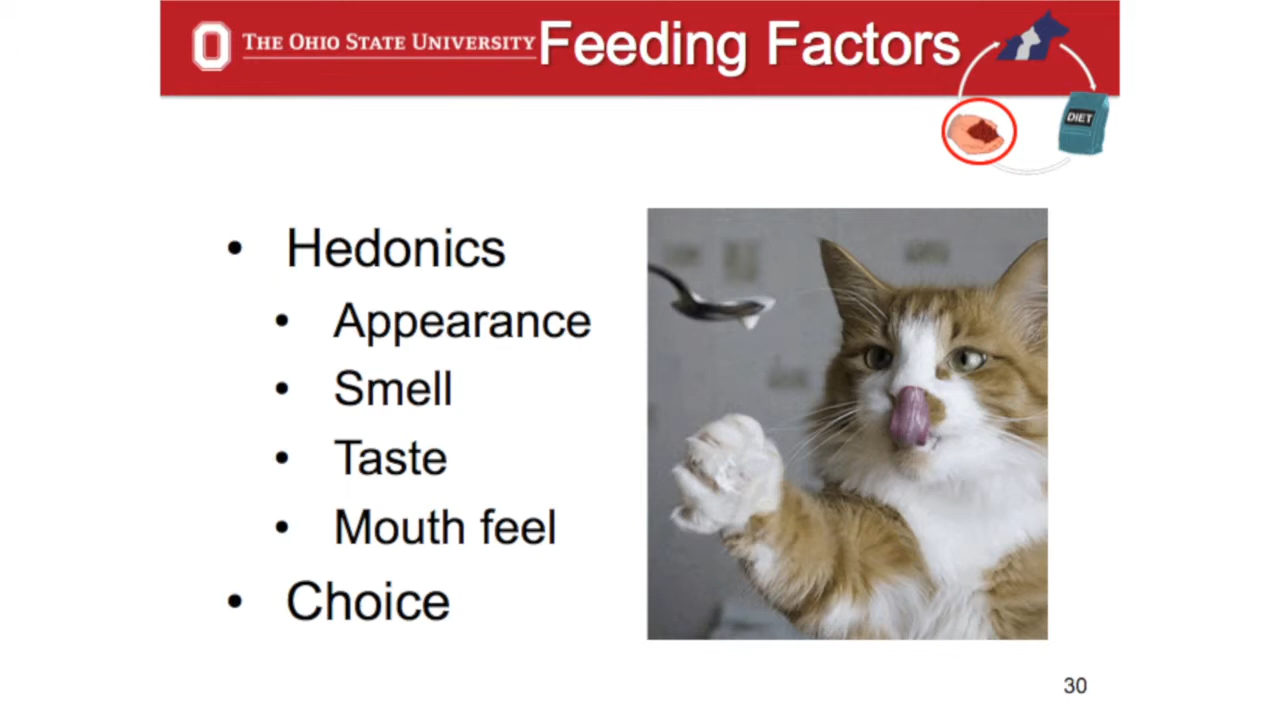 THE OHIO STATE UNIVERSITY
Feeding Factors
DIET
• Hedonics
• Appearance
• Smell
• Taste
• Mouth feel
• Choice
30